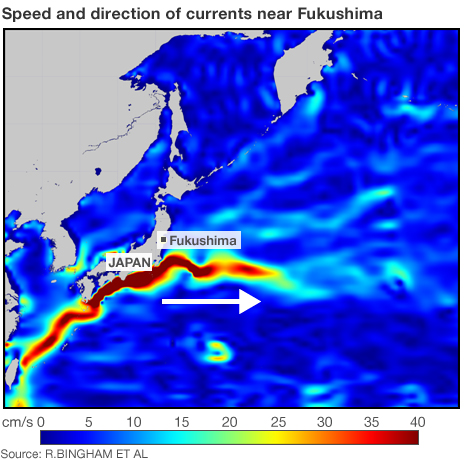 Speed and direction of currents near Fukushima
Fukushima
JAPAN
cm/s 0 5 10 15 20 25 30 35 40
Source: R.BINGHAM ET AL